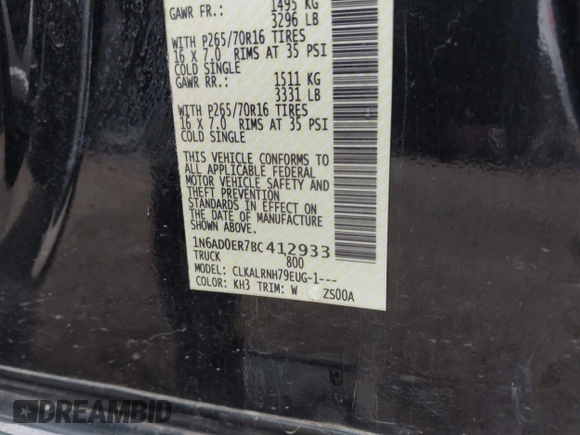 GAWR FR.: 1495 KG
3296 LB
WITH P265/70R16 TIRES
16 X 7.0 RIMS AT 35 PSI
COLD SINGLE
GAWR RR.: 1511 KG
3331 LB
WITH P265/70R16 TIRES
16 X 7.0 RIMS AT 35 PSI
COLD SINGLE
THIS VEHICLE CONFORMS TO
ALL APPLICABLE FEDERAL
MOTOR VEHICLE SAFETY AND
THEFT PREVENTION
STANDARDS IN EFFECT ON
THE DATE OF MANUFACTURE
SHOWN ABOVE.
1N6AD0ER7BC412933
TRUCK 800
MODEL: CLKALRNH79EUG-1---
COLOR: KH3 TRIM: W ZS00A
DREAMBID